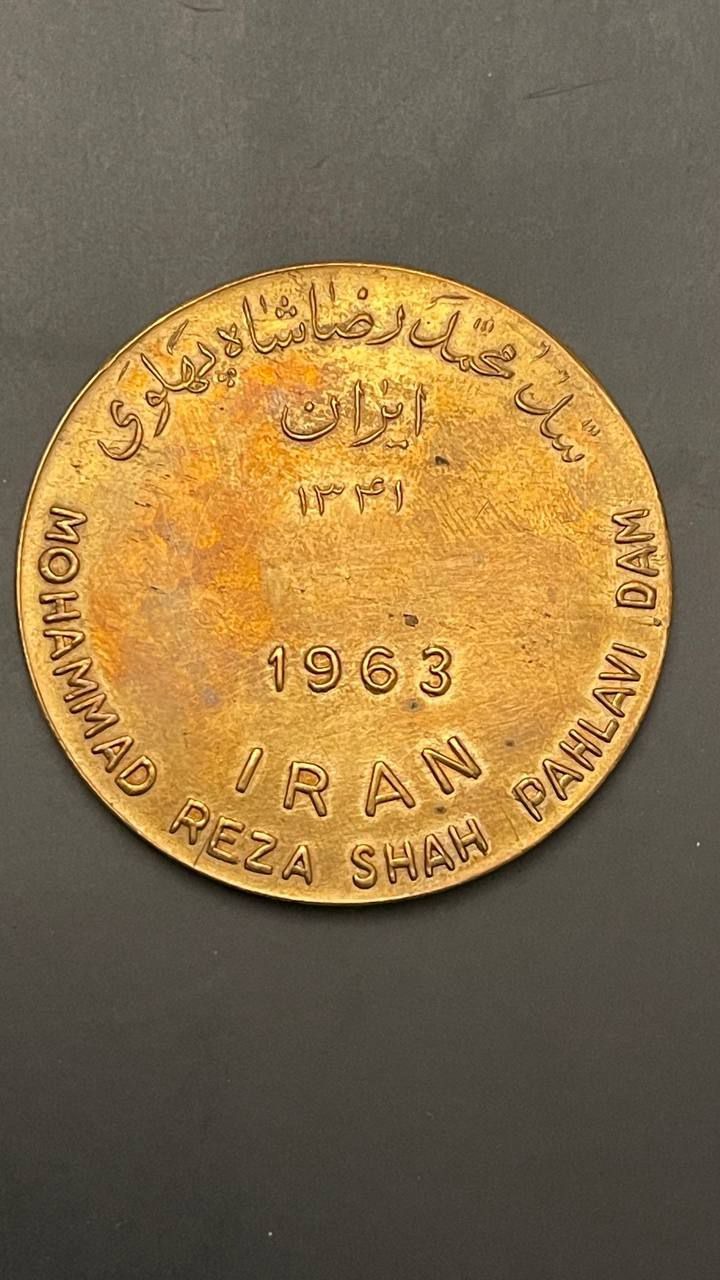 سد محمد رضا شاه پهلوی
ایران
۱۳۴۱
1963
IRAN
MOHAMMAD REZA SHAH PAHLAVI DAM